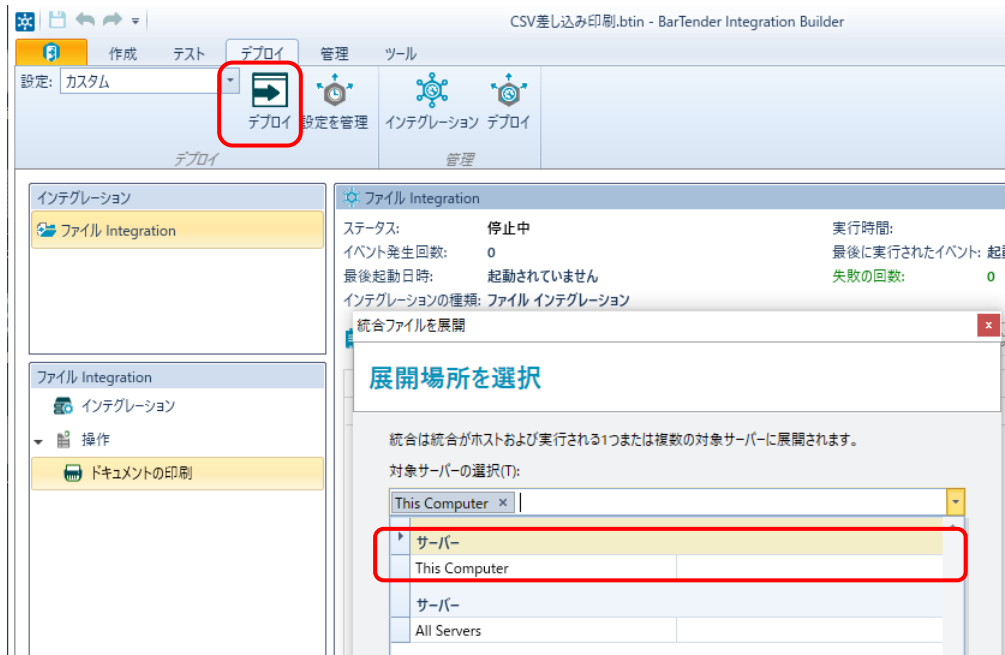 CSV差し込み印刷.btin - BarTender Integration Builder
作成 テスト デプロイ 管理 ツール
設定: カスタム
デプロイ 設定を管理 インテグレーション デプロイ
デプロイ 管理
インテグレーション
ファイル Integration
ファイル Integration
ステータス: 停止中 実行時間:
イベント発生回数: 0 最後に実行されたイベント: 起
最後起動日時: 起動されていません 失敗の回数: 0
インテグレーションの種類: ファイル インテグレーション
統合ファイルを展開
展開場所を選択
ファイル Integration
インテグレーション
操作
ドキュメントの印刷
統合は統合がホストおよび実行される1つまたは複数の対象サーバーに展開されます。
対象サーバーの選択(T):
This Computer ×
サーバー
This Computer
サーバー
All Servers